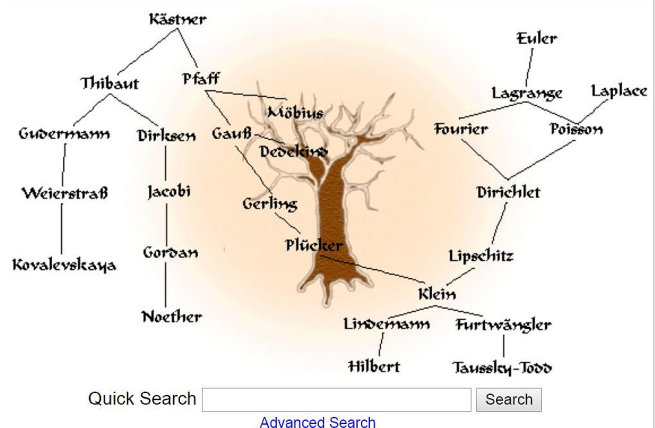 Kästner
Euler
Thibaut
Pfaff
Lagrange
Laplace
Möbius
Gudermann
Dirksen
Gauß
Fourier
Poisson
Dedekind
Weierstraß
Jacobi
Gerling
Dirichlet
Plücker
Kovalevskaya
Gordan
Lipschitz
Klein
Noether
Lindemann
Furtwängler
Hilbert
Taussky-Todd
Quick Search
Search
Advanced Search